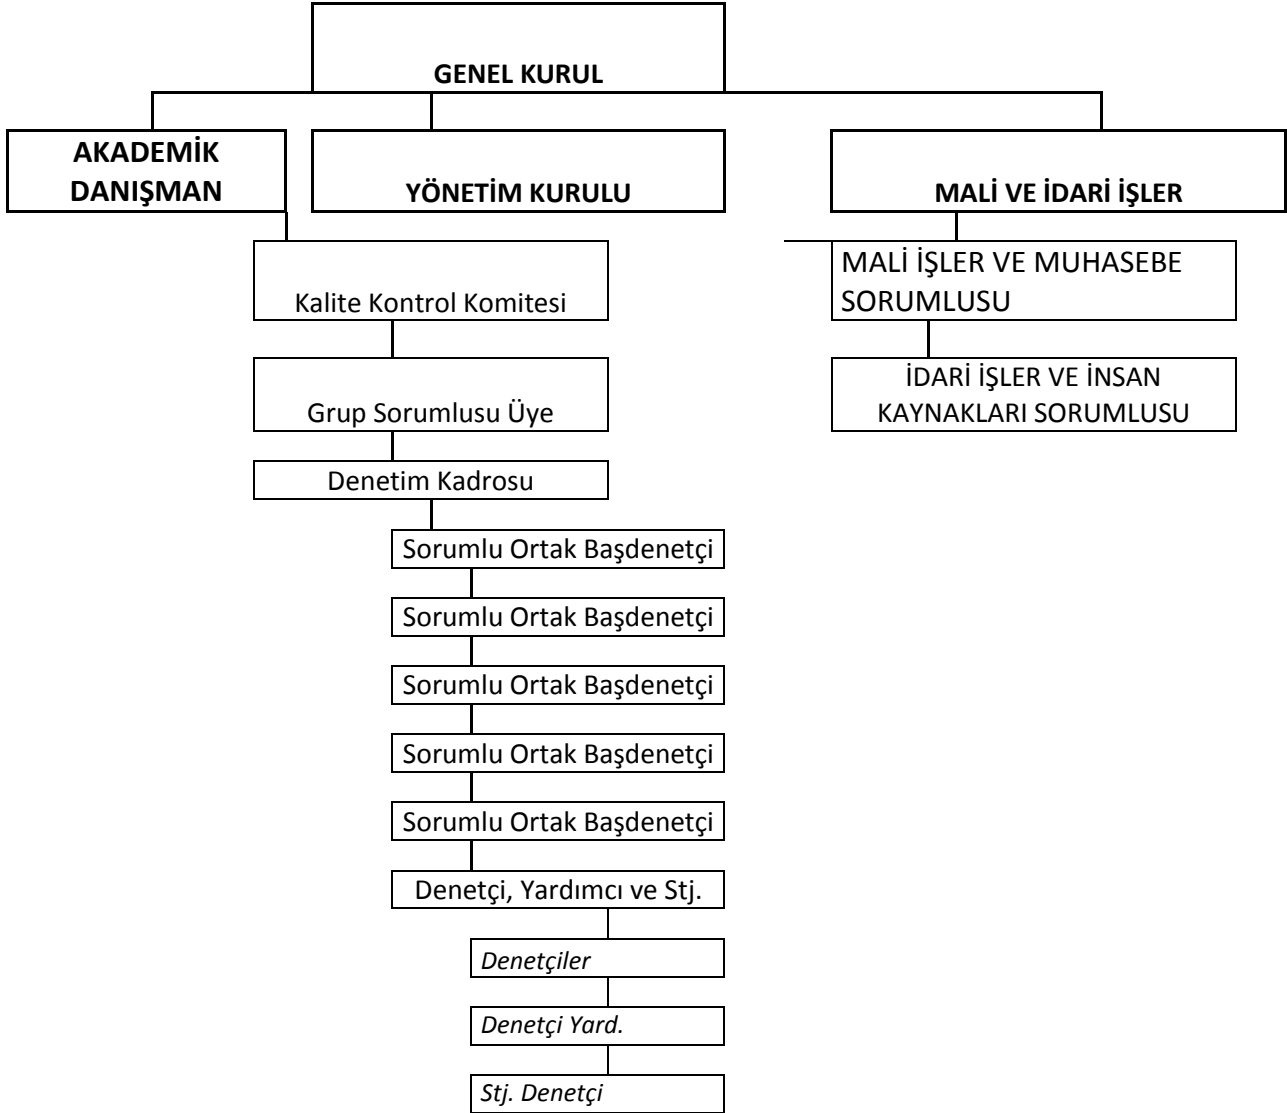 GENEL KURUL
AKADEMİK
DANIŞMAN
YÖNETİM KURULU
MALİ VE İDARİ İŞLER
Kalite Kontrol Komitesi
MALİ İŞLER VE MUHASEBE
SORUMLUSU
Grup Sorumlusu Üye
İDARİ İŞLER VE İNSAN
KAYNAKLARI SORUMLUSU
Denetim Kadrosu
Sorumlu Ortak Başdenetçi
Sorumlu Ortak Başdenetçi
Sorumlu Ortak Başdenetçi
Sorumlu Ortak Başdenetçi
Sorumlu Ortak Başdenetçi
Denetçi, Yardımcı ve Stj.
Denetçiler
Denetçi Yard.
Stj. Denetçi